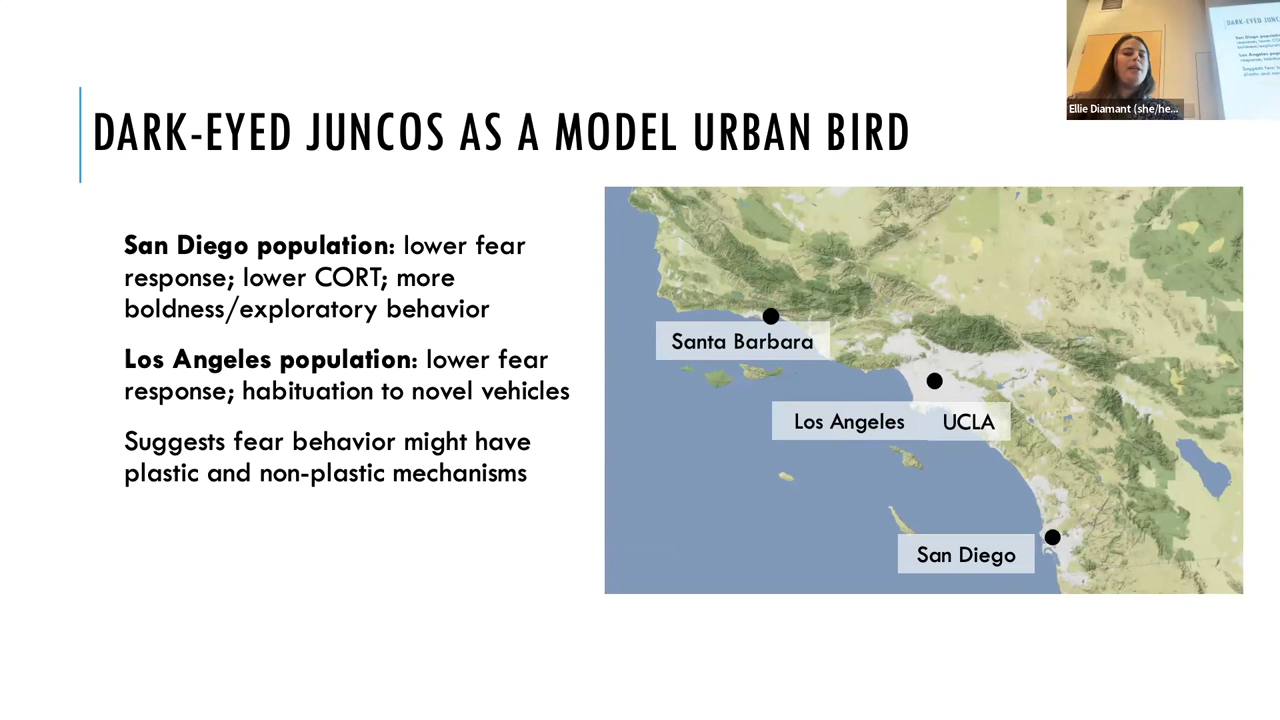 DARK-EYED JUNCOS AS A MODEL URBAN BIRD
Ellie Diamant (she/he...
San Diego population: lower fear
response; lower CORT; more
boldness/exploratory behavior
Los Angeles population: lower fear
response; habituation to novel vehicles
Suggests fear behavior might have
plastic and non-plastic mechanisms
Santa Barbara
Los Angeles UCLA
San Diego